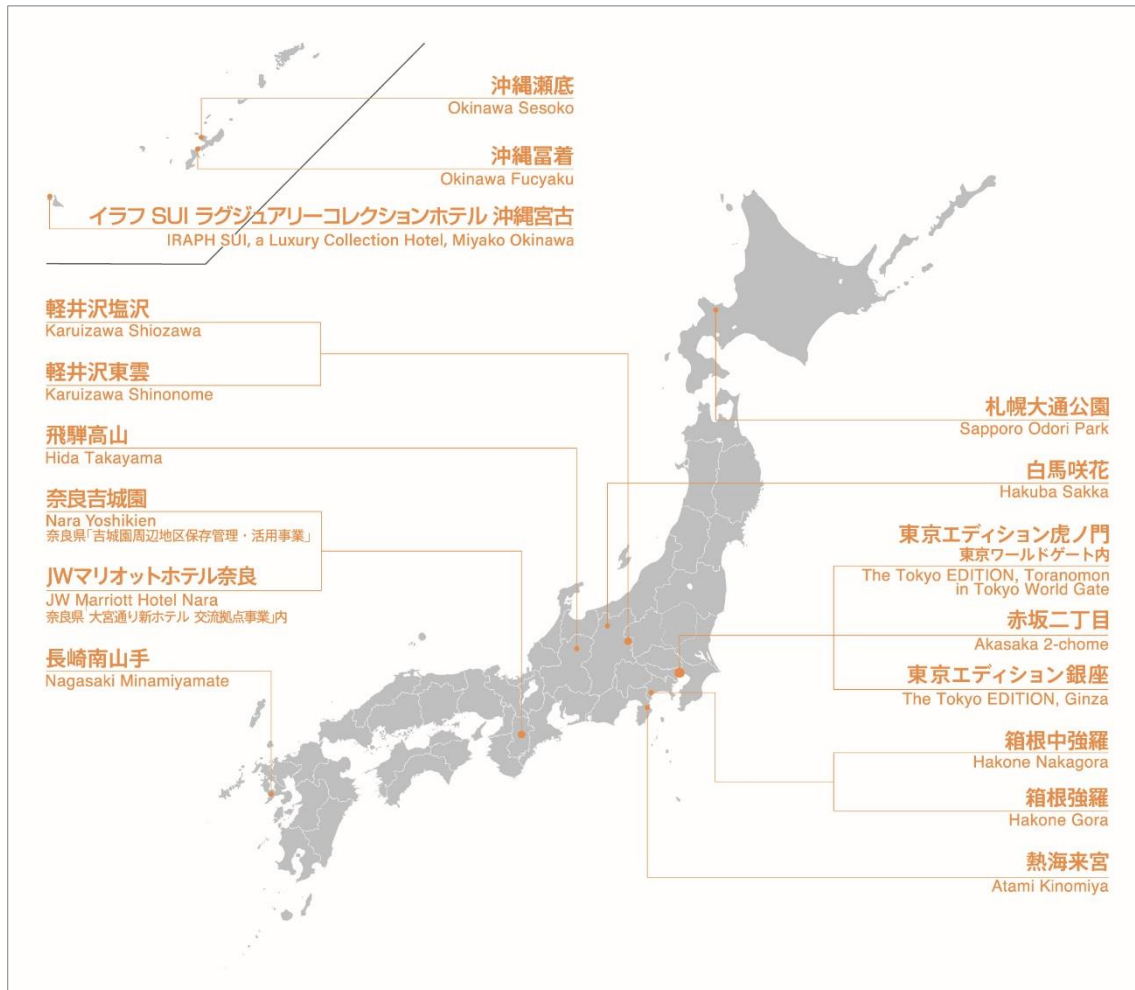 沖縄瀬底
Okinawa Sesoko
沖縄冨着
Okinawa Fucyaku
イラフ SUI ラグジュアリーコレクションホテル 沖縄宮古
IRAPH SUI, a Luxury Collection Hotel, Miyako Okinawa
軽井沢塩沢
Karuizawa Shiozawa
軽井沢東雲
Karuizawa Shinonome
飛騨高山
Hida Takayama
奈良吉城園
Nara Yoshikien
奈良県「吉城園周辺地区保存管理・活用事業」
JWマリオットホテル奈良
JW Marriott Hotel Nara
奈良県 大宮通り新ホテル 交流拠点事業」内
長崎南山手
Nagasaki Minamiyamate
札幌大通公園
Sapporo Odori Park
白馬咲花
Hakuba Sakka
東京エディション虎ノ門
東京ワールドゲート内
The Tokyo EDITION, Toranomon
in Tokyo World Gate
赤坂二丁目
Akasaka 2-chome
東京エディション銀座
The Tokyo EDITION, Ginza
箱根中強羅
Hakone Nakagora
箱根強羅
Hakone Gora
熱海来宮
Atami Kinomiya